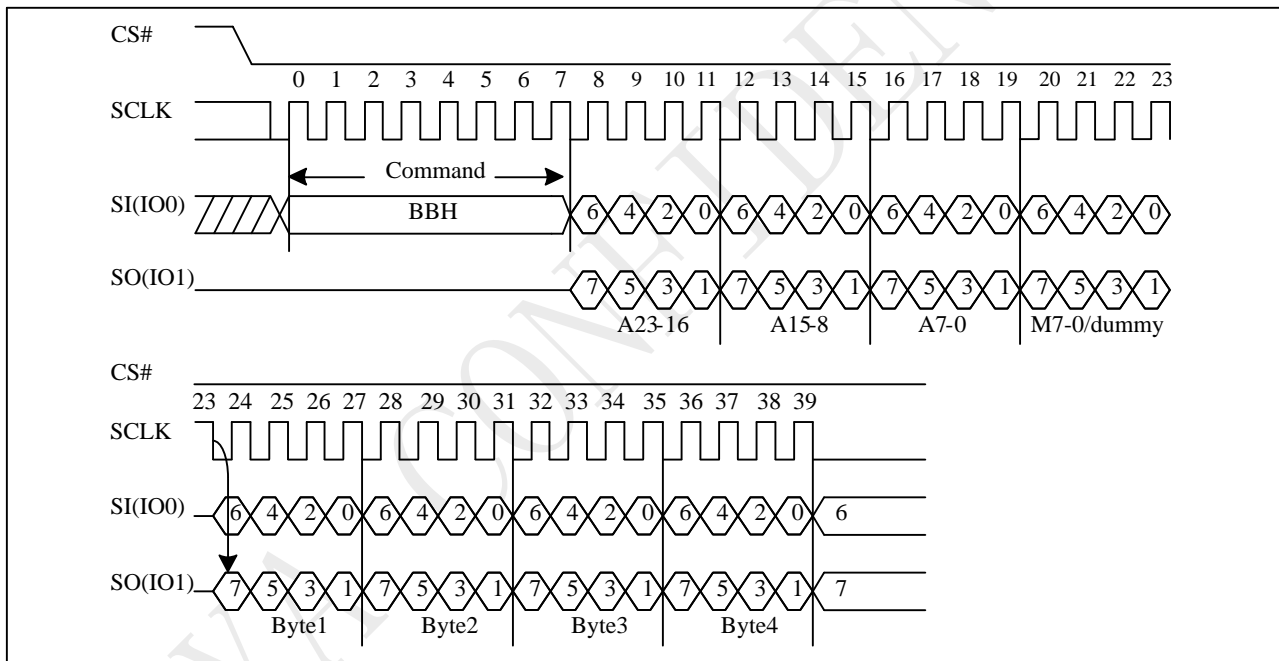 CS#
0 1 2 3 4 5 6 7 8 9 10 11 12 13 14 15 16 17 18 19 20 21 22 23
SCLK
Command
SI(IO0) BBH 6 4 2 0 6 4 2 0 6 4 2 0 6 4 2 0
SO(IO1) 7 5 3 1 7 5 3 1 7 5 3 1 7 5 3 1
A23-16 A15-8 A7-0 M7-0/dummy
CS#
23 24 25 26 27 28 29 30 31 32 33 34 35 36 37 38 39
SCLK
SI(IO0) 6 4 2 0 6 4 2 0 6 4 2 0 6 4 2 0 6
SO(IO1) 7 5 3 1 7 5 3 1 7 5 3 1 7 5 3 1 7
Byte1 Byte2 Byte3 Byte4